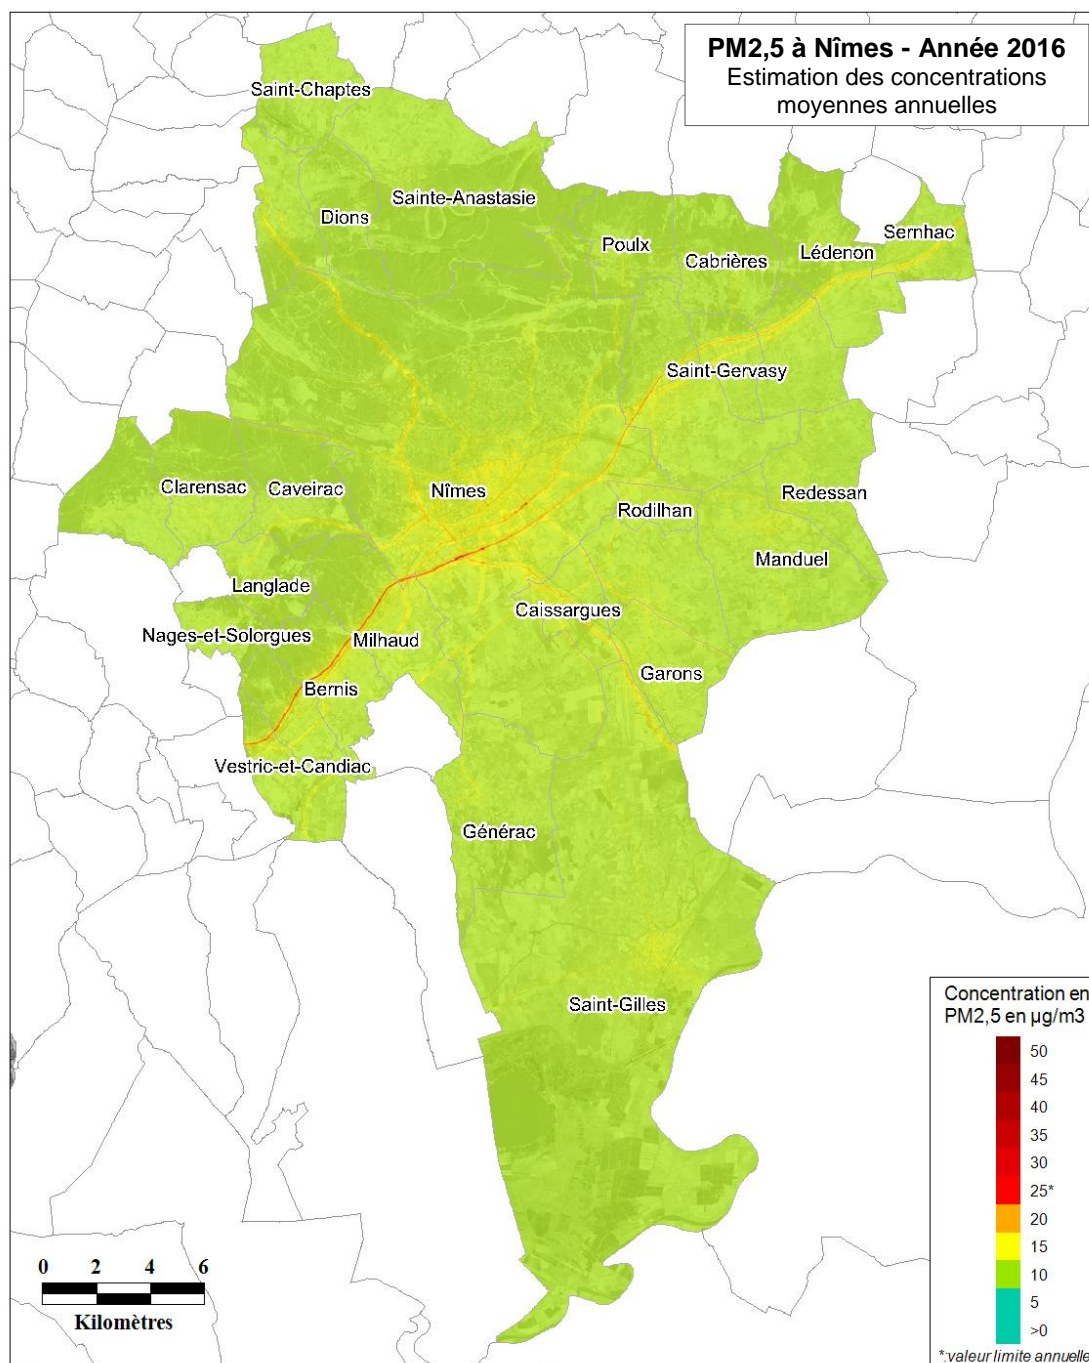 PM2,5 à Nîmes - Année 2016
Estimation des concentrations
moyennes annuelles
Saint-Chaptes
Sainte-Anastasie
Dions
Poulx
Cabrières
Lédenon
Sernhac
Saint-Gervasy
Clarensac
Caveirac
Nîmes
Rodilhan
Redessan
Manduel
Langlade
Caissargues
Nages-et-Solorgues
Milhaud
Garons
Bernis
Vestric-et-Candiac
Générac
Saint-Gilles
Concentration en
PM2,5 en µg/m3
50
45
40
35
30
25*
20
15
10
5
>0
*:valeur limite annuelle
0 2 4 6
Kilomètres